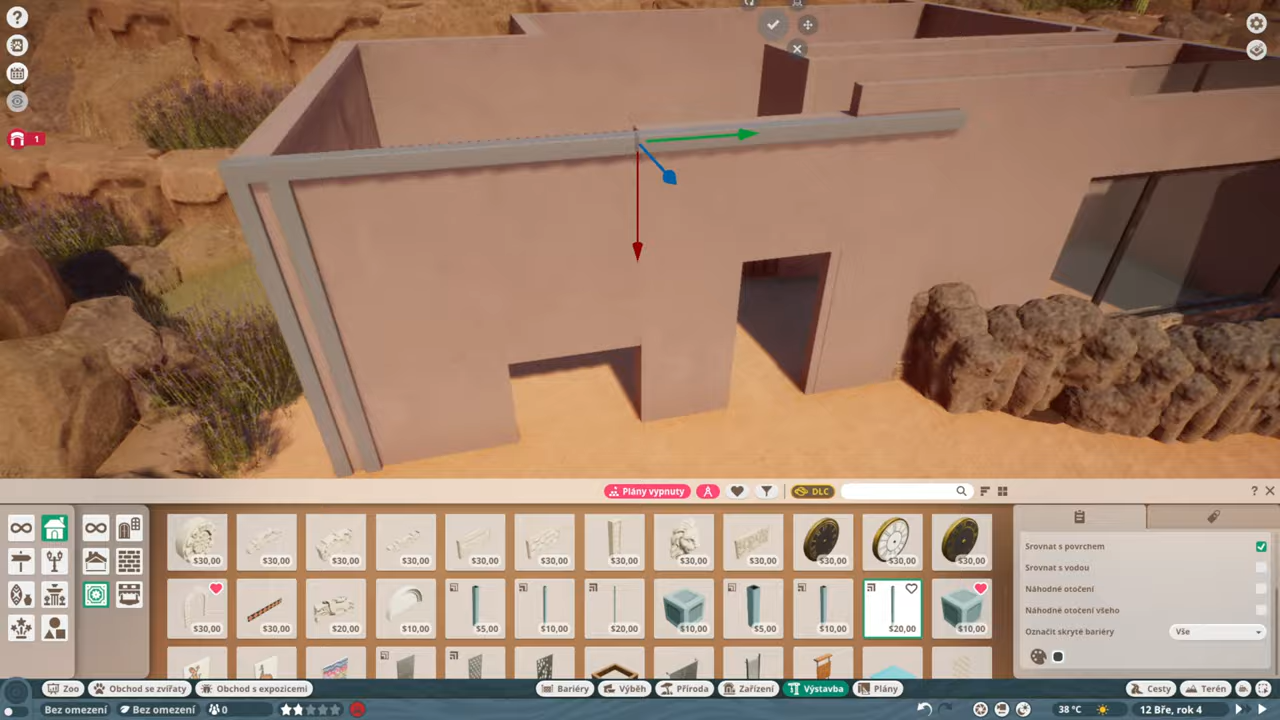 ?
1
Plány vypnuty
DLC
?
$30,00 $30,00 $30,00 $30,00 $30,00 $30,00 $30,00 $30,00 $30,00 $30,00 $30,00 $30,00
$30,00 $30,00 $20,00 $10,00 $5,00 $10,00 $20,00 $10,00 $5,00 $10,00 $20,00 $10,00
Srovnat s povrchem
Srovnat s vodou
Náhodné otočení
Náhodné otočení všeho
Označit skryté bariéry
Vše
Zoo
Obchod se zvířaty
Obchod s expozicemi
Bariéry
Výběh
Příroda
Zařízení
Výstavba
Plány
Cesty
Terén
Bez omezení
Bez omezení
0
38 °C
12 Bře, rok 4